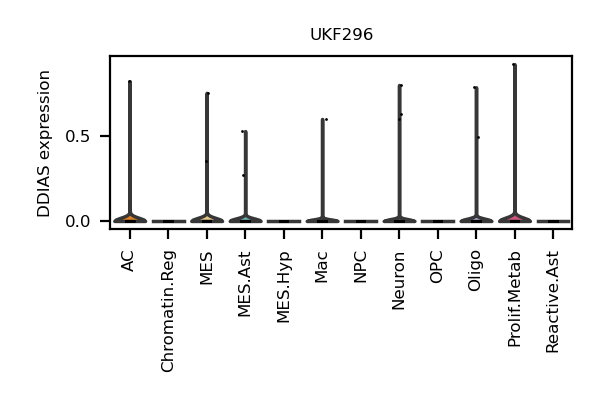 UKF296
DDIAS expression
0.5
0.0
AC
Chromatin.Reg
MES
MES.Ast
MES.Hyp
Mac
NPC
Neuron
OPC
Oligo
Prolif.Metab
Reactive.Ast